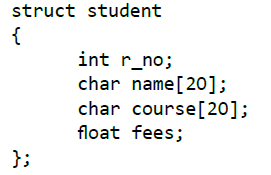 struct student
{
int r_no;
char name[20];
char course[20];
float fees;
};